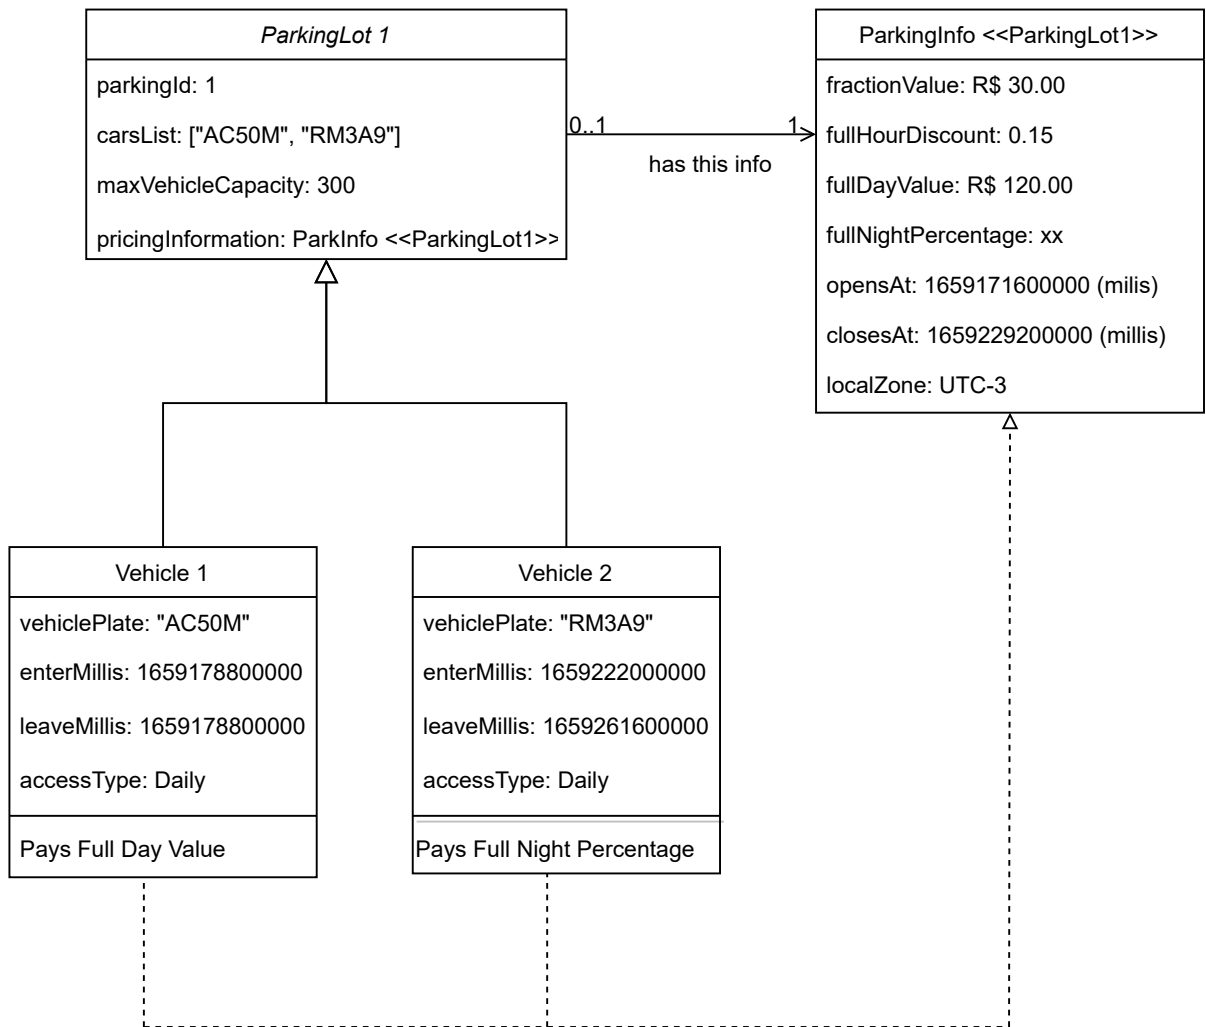 ParkingLot 1
parkingId: 1
carsList: ["AC50M", "RM3A9"]
maxVehicleCapacity: 300
pricingInformation: ParkInfo <<ParkingLot1>>
0..1
1
has this info
ParkingInfo <<ParkingLot1>>
fractionValue: R$ 30.00
fullHourDiscount: 0.15
fullDayValue: R$ 120.00
fullNightPercentage: xx
opensAt: 1659171600000 (milis)
closesAt: 1659229200000 (millis)
localZone: UTC-3
Vehicle 1
vehiclePlate: "AC50M"
enterMillis: 1659178800000
leaveMillis: 1659178800000
accessType: Daily
Pays Full Day Value
Vehicle 2
vehiclePlate: "RM3A9"
enterMillis: 1659222000000
leaveMillis: 1659261600000
accessType: Daily
Pays Full Night Percentage